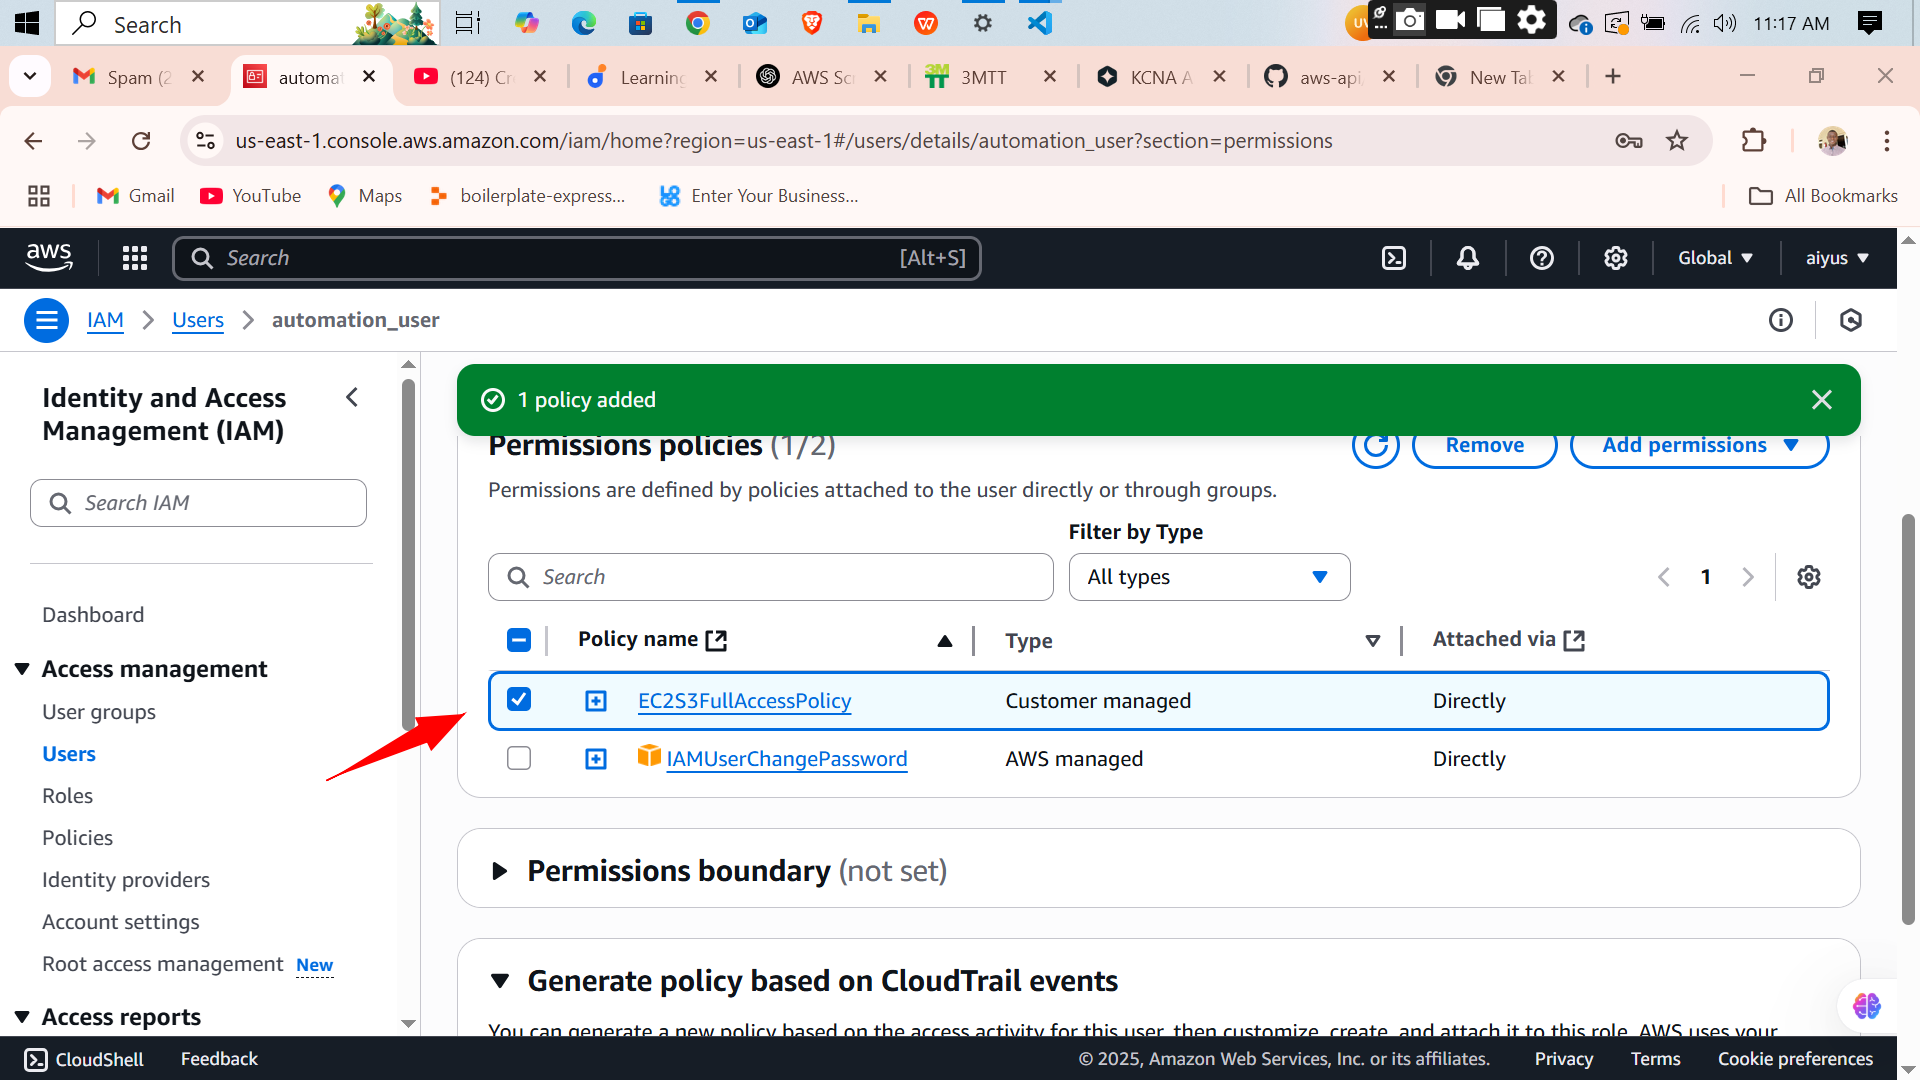 Search
11:17 AM
Spam (2
automat
(124) Cr
Learning
AWS Scr
3MTT
KCNA A
aws-api
New Tab
us-east-1.console.aws.amazon.com/iam/home?region=us-east-1#/users/details/automation_user?section=permissions
Gmail
YouTube
Maps
boilerplate-express...
Enter Your Business...
All Bookmarks
aws
Search
[Alt+S]
Global
aiyus
IAM
Users
automation_user
Identity and Access
Management (IAM)
Search IAM
Dashboard
Access management
User groups
Users
Roles
Policies
Identity providers
Account settings
Root access management New
Access reports
1 policy added
Permissions policies (1/2)
Remove
Add permissions
Permissions are defined by policies attached to the user directly or through groups.
Filter by Type
Search
All types
1
Policy name
Type
Attached via
EC2S3FullAccessPolicy
Customer managed
Directly
IAMUserChangePassword
AWS managed
Directly
Permissions boundary (not set)
Generate policy based on CloudTrail events
You can generate a new policy based on the access activity for this user, then customize, create, and attach it to this role. AWS uses your
CloudShell
Feedback
© 2025, Amazon Web Services, Inc. or its affiliates.
Privacy
Terms
Cookie preferences